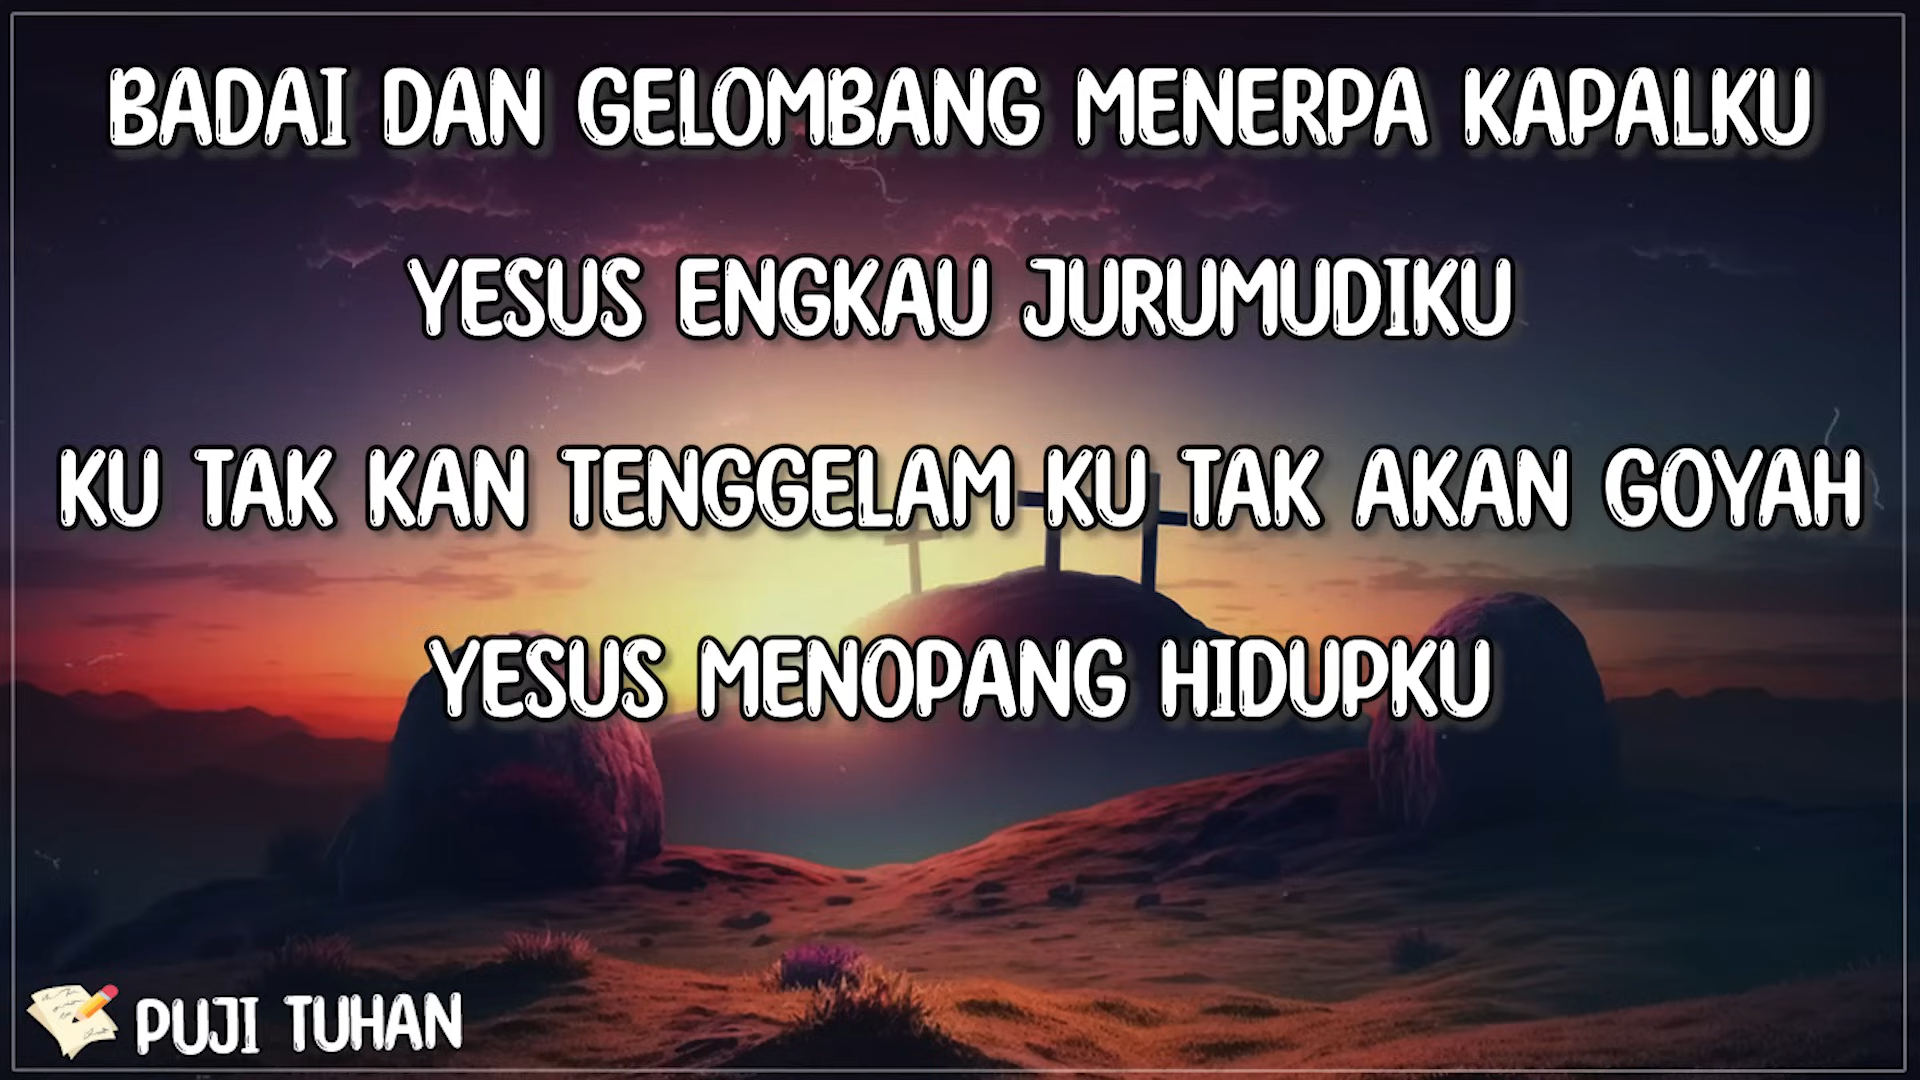 BADAI DAN GELOMBANG MENERPA KAPALKU
YESUS ENGKAU JURUMUDIKU
KU TAK KAN TENGGELAM KU TAK AKAN GOYAH
YESUS MENOPANG HIDUPKU
PUJI TUHAN